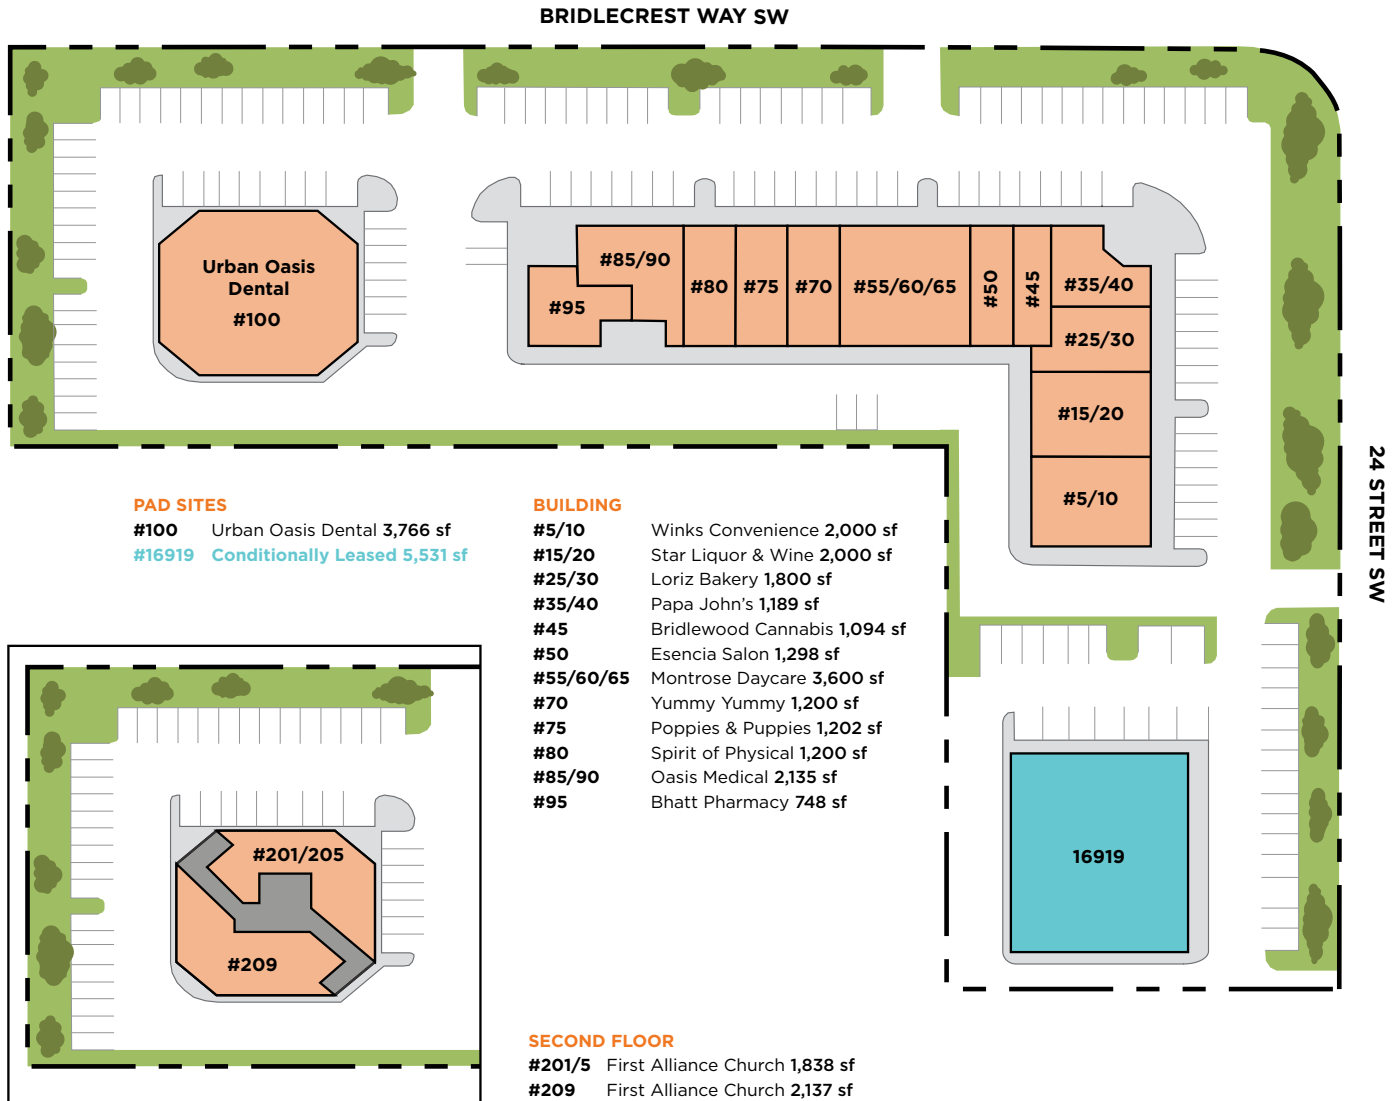 BRIDLECREST WAY SW
Urban Oasis
Dental
#100
#85/90
#95
#80
#75
#70
#55/60/65
#50
#45
#35/40
#25/30
#15/20
#5/10
24 STREET SW
PAD SITES
#100 Urban Oasis Dental 3,766 sf
#16919 Conditionally Leased 5,531 sf
BUILDING
#5/10 Winks Convenience 2,000 sf
#15/20 Star Liquor & Wine 2,000 sf
#25/30 Loriz Bakery 1,800 sf
#35/40 Papa John's 1,189 sf
#45 Bridlewood Cannabis 1,094 sf
#50 Esencia Salon 1,298 sf
#55/60/65 Montrose Daycare 3,600 sf
#70 Yummy Yummy 1,200 sf
#75 Poppies & Puppies 1,202 sf
#80 Spirit of Physical 1,200 sf
#85/90 Oasis Medical 2,135 sf
#95 Bhatt Pharmacy 748 sf
#201/205
#209
16919
SECOND FLOOR
#201/5 First Alliance Church 1,838 sf
#209 First Alliance Church 2,137 sf